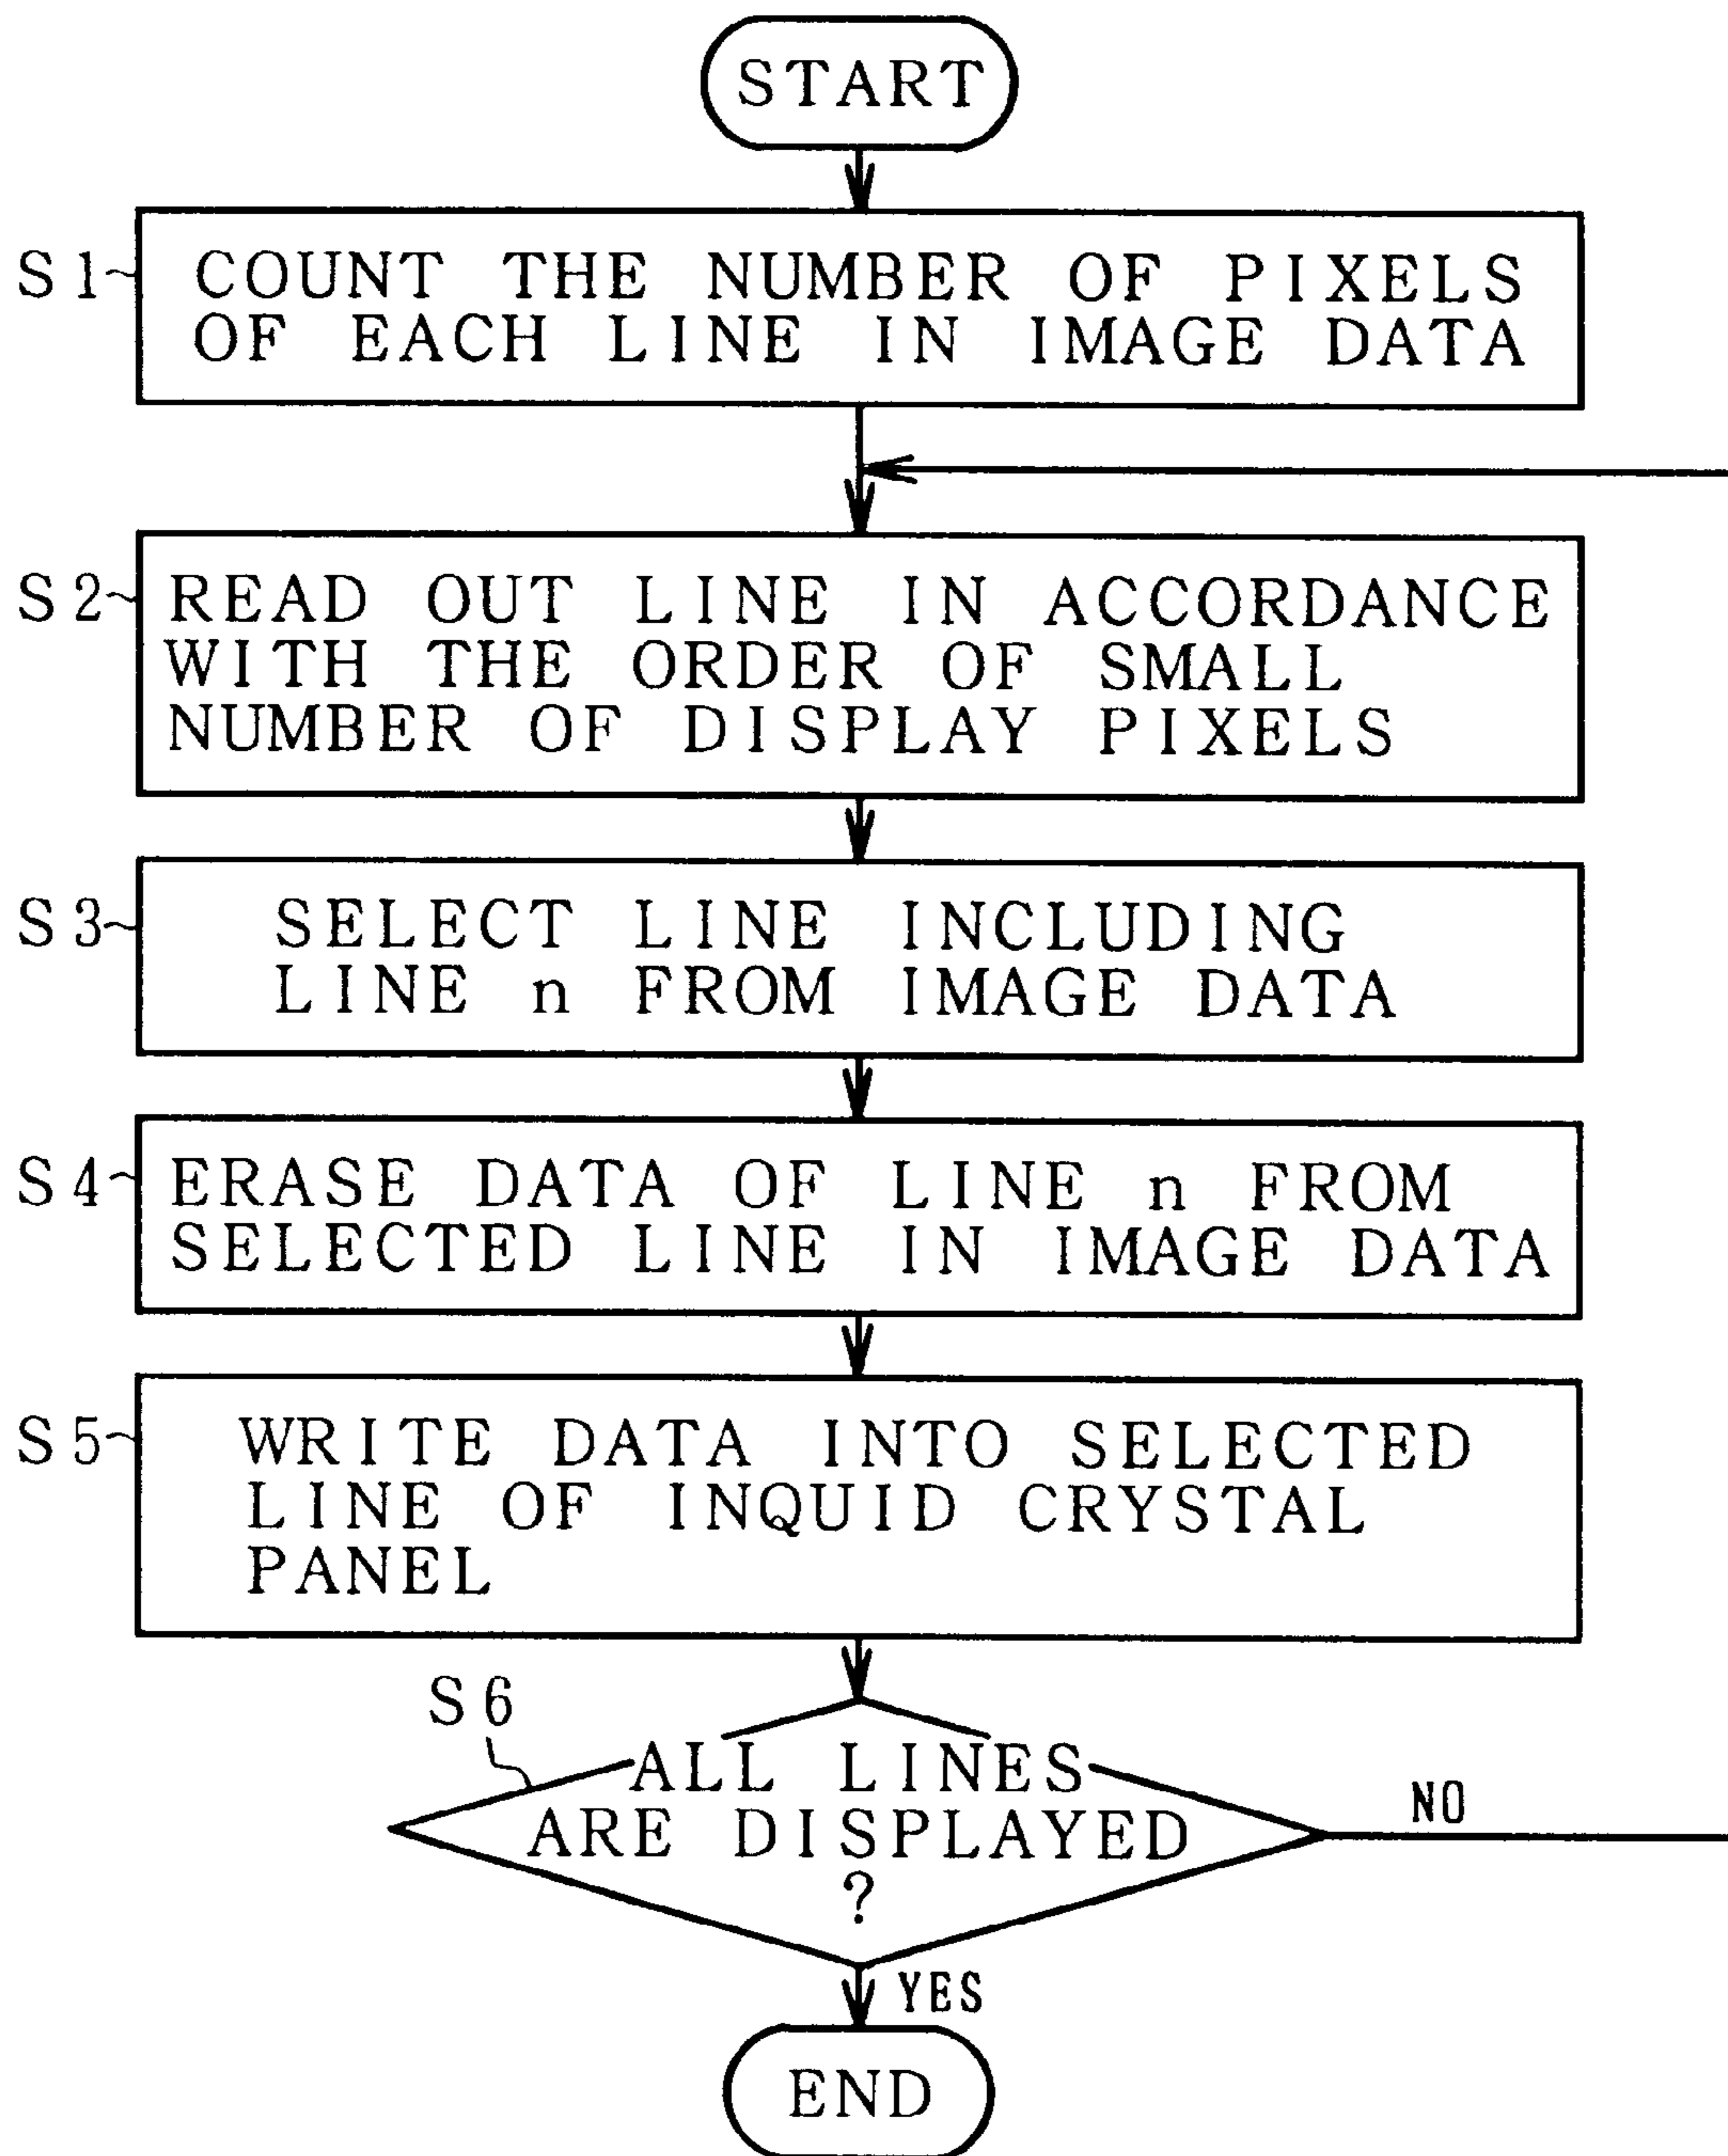 START
S1 COUNT THE NUMBER OF PIXELS
OF EACH LINE IN IMAGE DATA
S2 READ OUT LINE IN ACCORDANCE
WITH THE ORDER OF SMALL
NUMBER OF DISPLAY PIXELS
S3 SELECT LINE INCLUDING
LINE n FROM IMAGE DATA
S4 ERASE DATA OF LINE n FROM
SELECTED LINE IN IMAGE DATA
S5 WRITE DATA INTO SELECTED
LINE OF INQUID CRYSTAL
PANEL
S6
ALL LINES
ARE DISPLAYED
?
NO
YES
END